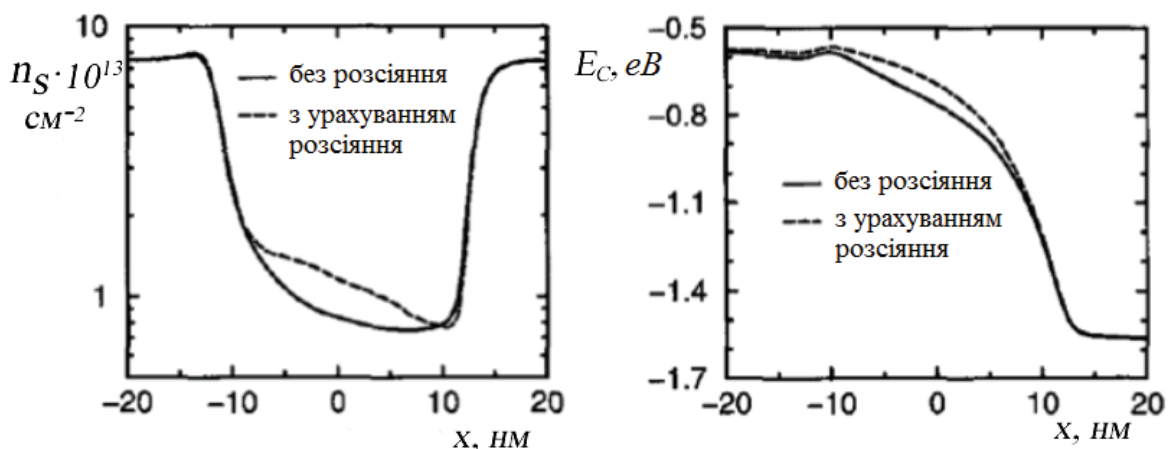 10
n_S·10^13
см^-2
1
без розсіяння
з урахуванням
розсіяння
−20
−10
0
10
20
x, нм
E_C, eB
−0.5
−0.8
−1.1
−1.4
−1.7
без розсіяння
з урахуванням
розсіяння
−20
−10
0
10
20
x, нм